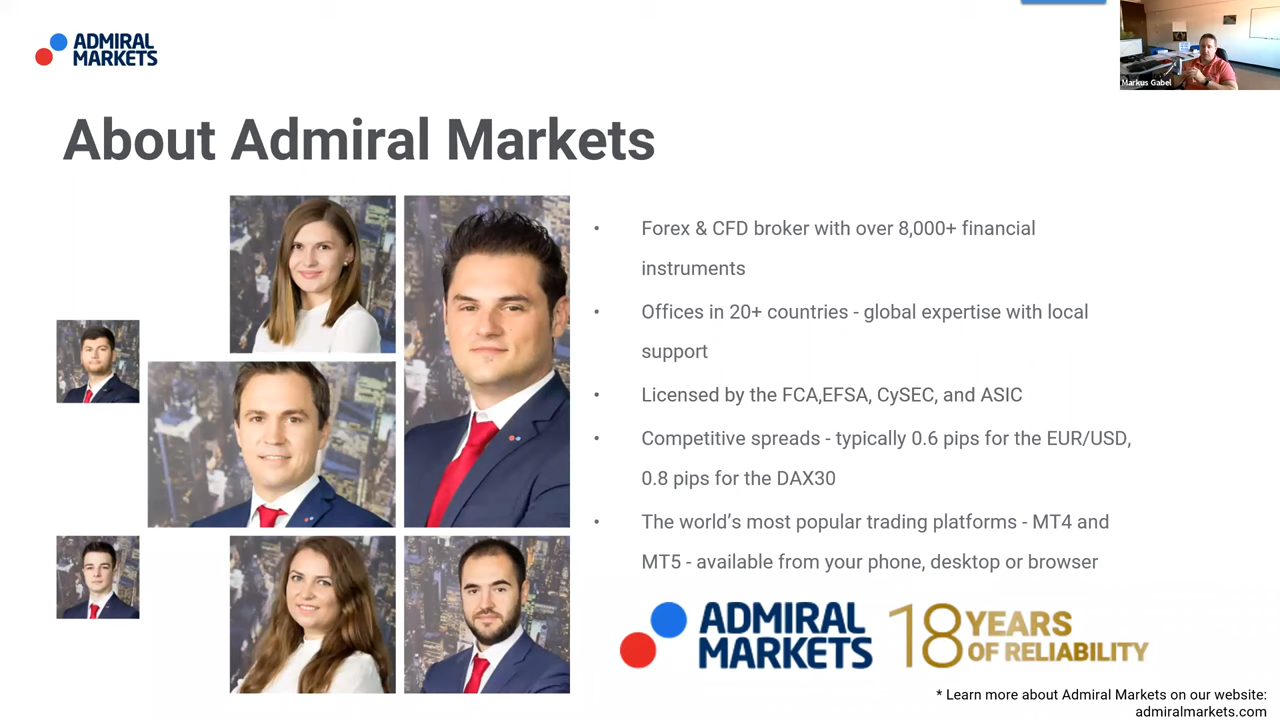 ADMIRAL
MARKETS
Markus Gabel
About Admiral Markets
• Forex & CFD broker with over 8,000+ financial
instruments
• Offices in 20+ countries - global expertise with local
support
• Licensed by the FCA,EFSA, CySEC, and ASIC
• Competitive spreads - typically 0.6 pips for the EUR/USD,
0.8 pips for the DAX30
• The world’s most popular trading platforms - MT4 and
MT5 - available from your phone, desktop or browser
ADMIRAL
MARKETS
18 YEARS
OF RELIABILITY
* Learn more about Admiral Markets on our website:
admiralmarkets.com